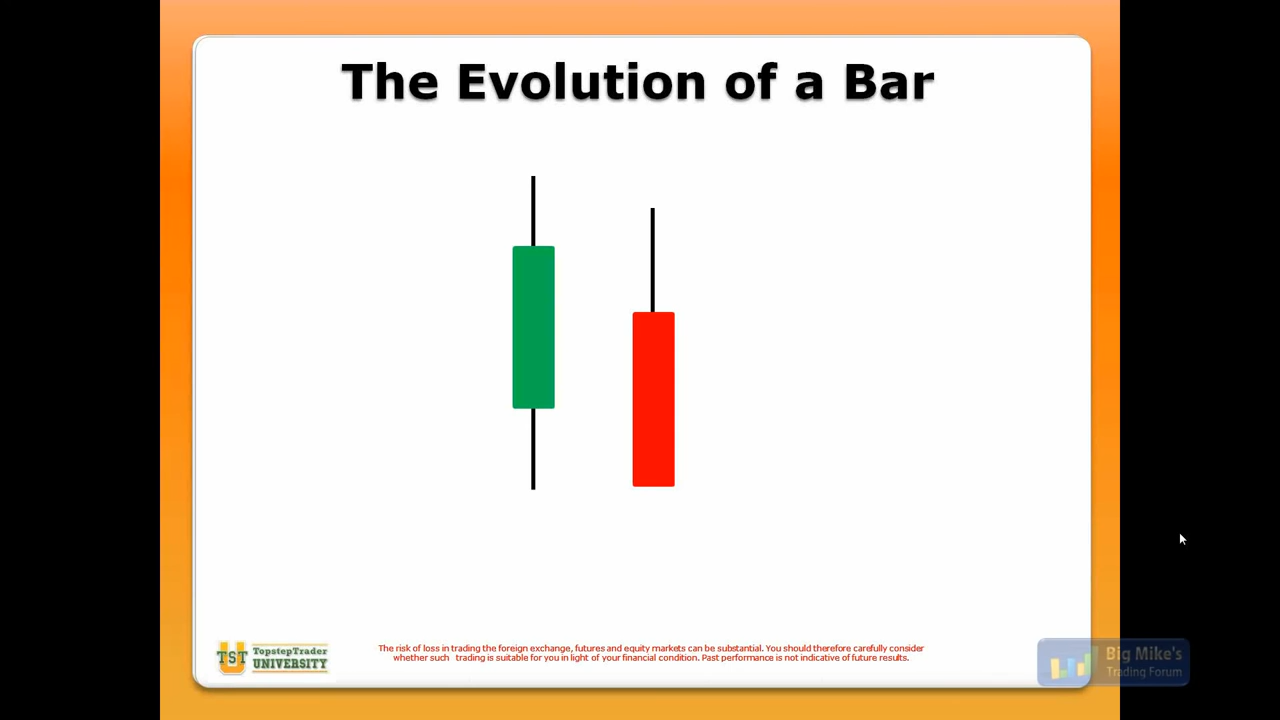 The Evolution of a Bar
TST
TopstepTrader
UNIVERSITY
The risk of loss in trading the foreign exchange, futures and equity markets can be substantial. You should therefore carefully consider
whether such trading is suitable for you in light of your financial condition. Past performance is not indicative of future results.
Big Mike's
Trading Forum